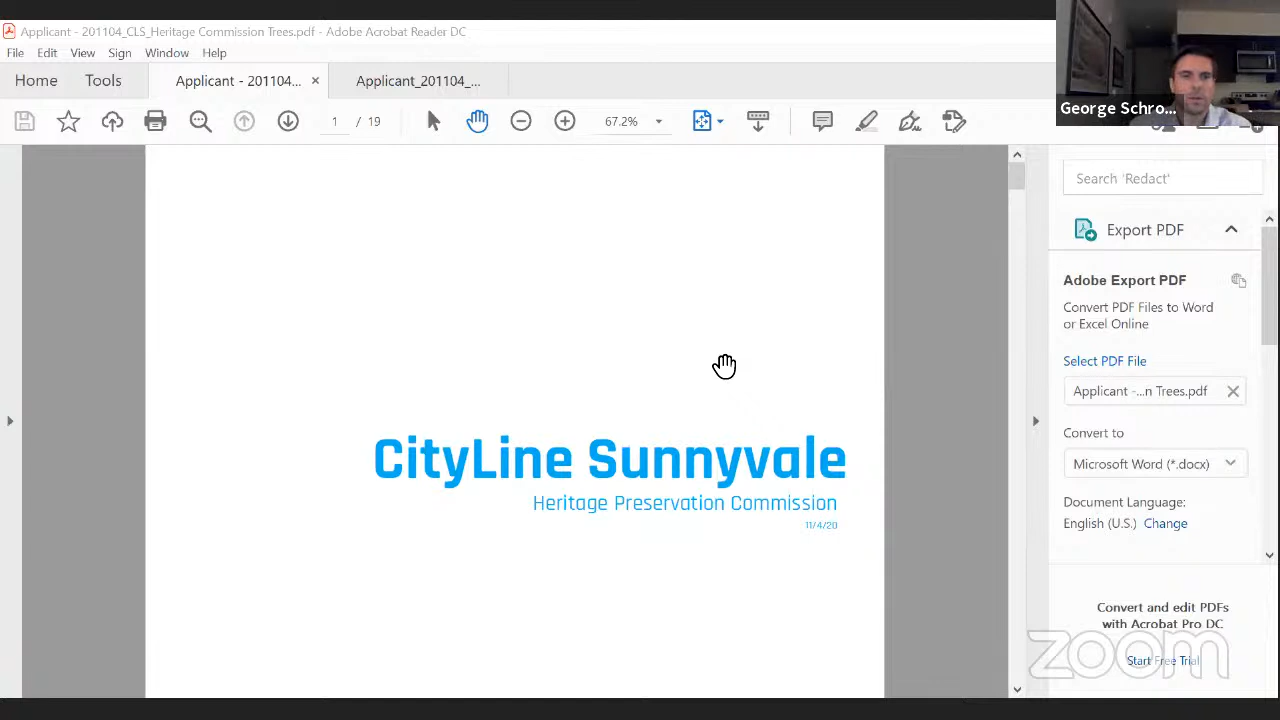 Applicant - 201104_CLS_Heritage Commission Trees.pdf - Adobe Acrobat Reader DC
File Edit View Sign Window Help
Home Tools Applicant - 201104... × Applicant_201104_...
1 / 19 67.2%
George Schro...
Search 'Redact'
Export PDF
Adobe Export PDF
Convert PDF Files to Word
or Excel Online
Select PDF File
Applicant -...n Trees.pdf
Convert to
Microsoft Word (*.docx)
Document Language:
English (U.S.) Change
CityLine Sunnyvale
Heritage Preservation Commission
11/4/20
Convert and edit PDFs
with Acrobat Pro DC
Start Free Trial
zoom